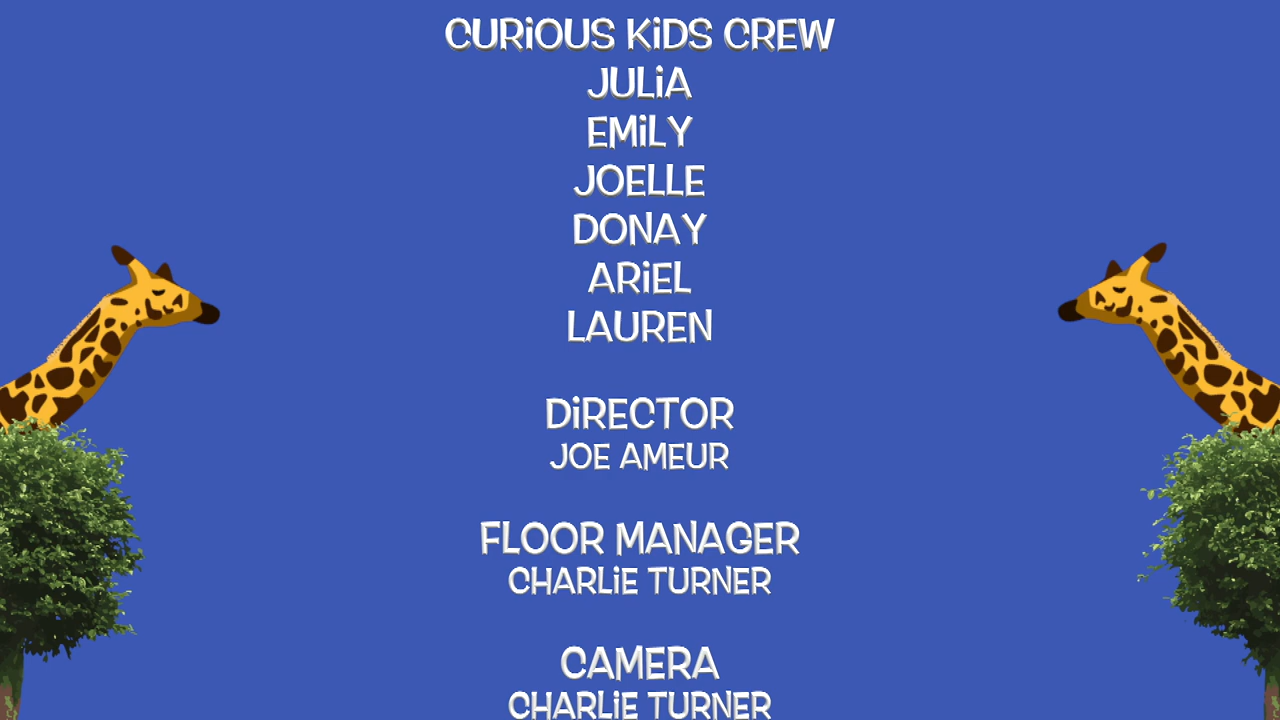 CURiOUS KiDS CREW
JULiA
EMiLY
JOELLE
DONAY
ARiEL
LAUREN
DiRECTOR
JOE AMEUR
FLOOR MANAGER
CHARLiE TURNER
CAMERA
CHARLiE TURNER